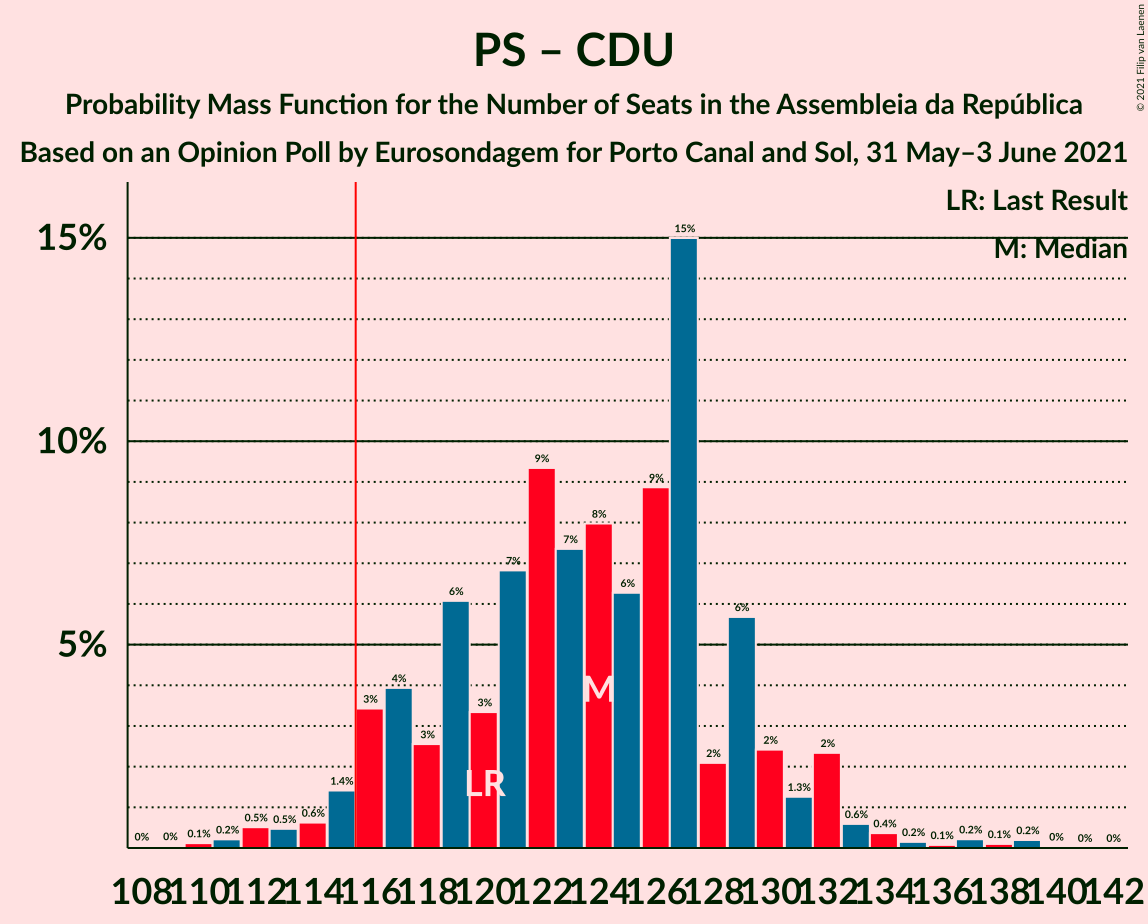 PS – CDU
Probability Mass Function for the Number of Seats in the Assembleia da República
Based on an Opinion Poll by Eurosondagem for Porto Canal and Sol, 31 May–3 June 2021
© 2021 Filip van Laenen
LR: Last Result
M: Median
15%
10%
5%
0% 0% 0.1% 0.2% 0.5% 0.5% 0.6% 1.4% 3% 4% 3% 6% 3% 7% 9% 7% 8% 6% 9% 15% 2% 6% 2% 1.3% 2% 0.6% 0.4% 0.2% 0.1% 0.2% 0.1% 0.2% 0% 0% 0%
M
LR
108 110 112 114 116 118 120 122 124 126 128 130 132 134 136 138 140 142